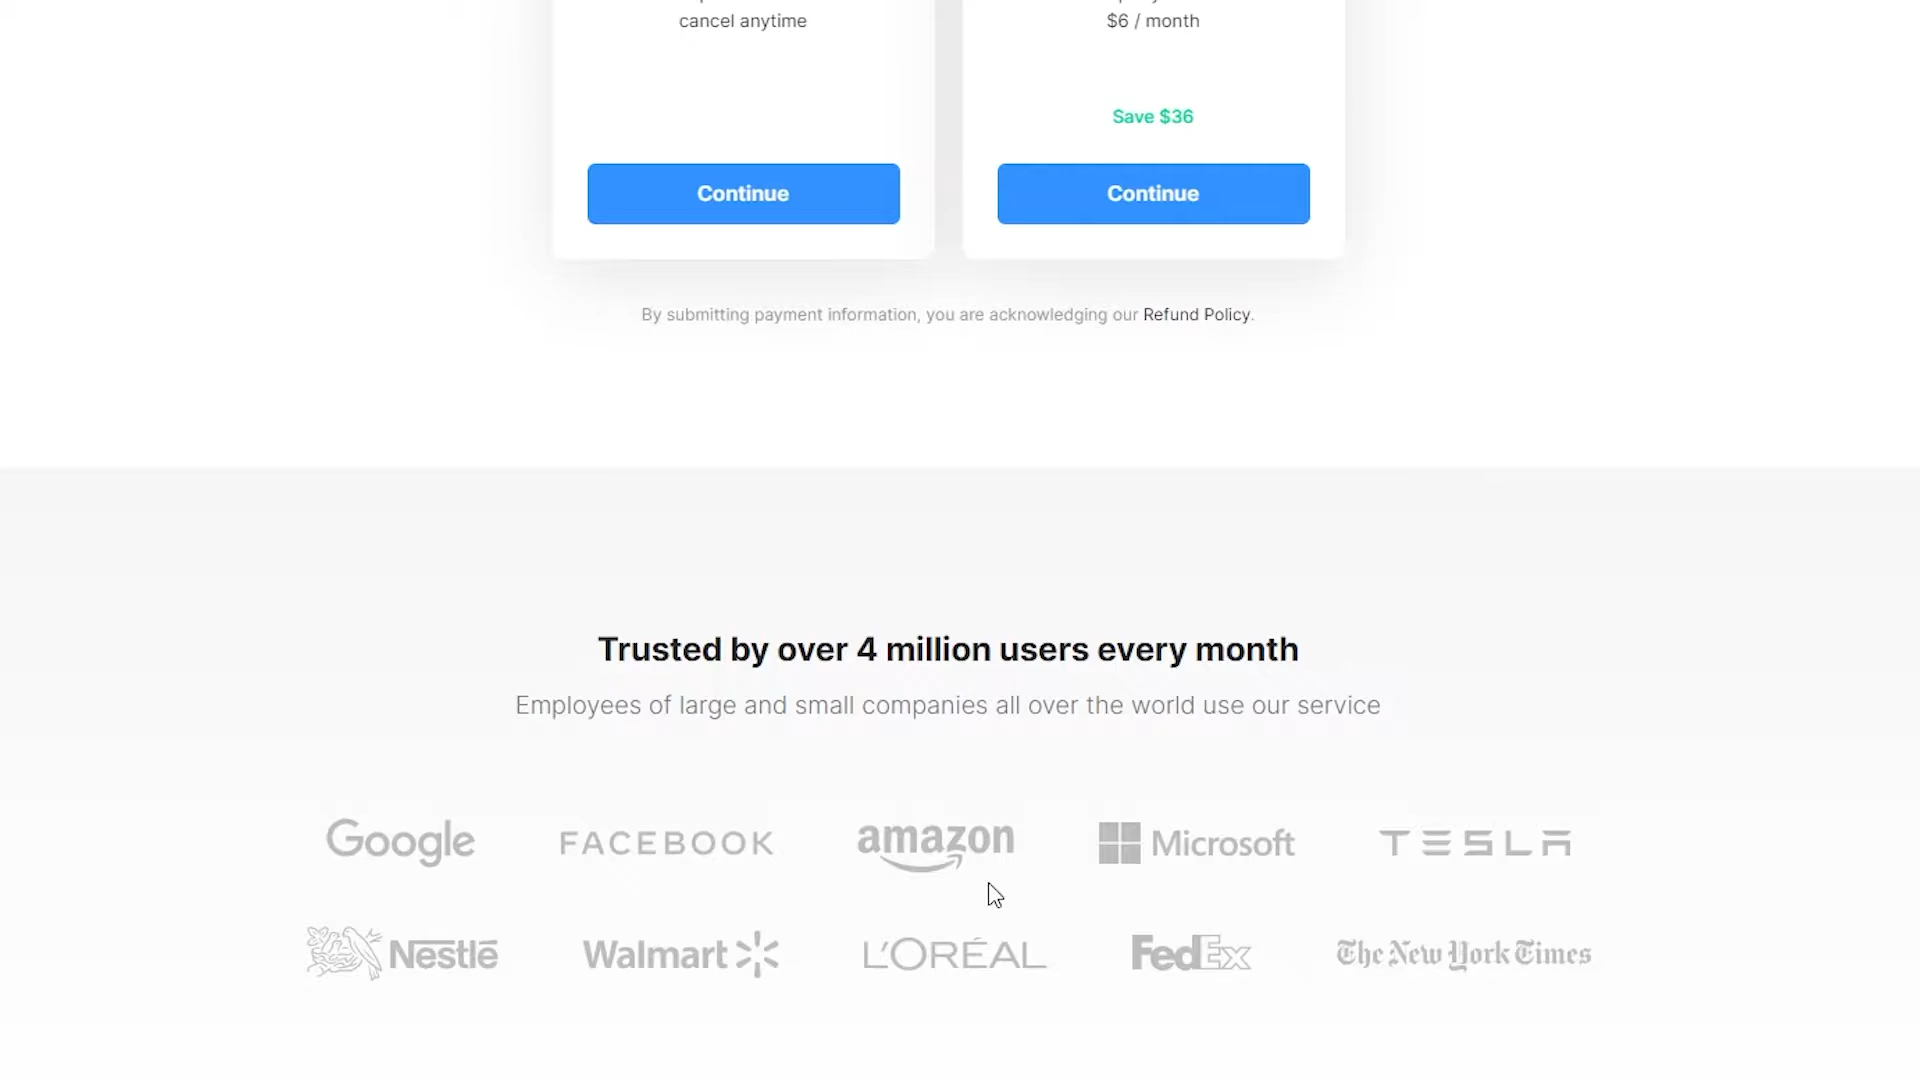 cancel anytime
$6 / month
Save $36
Continue
Continue
By submitting payment information, you are acknowledging our Refund Policy.
Trusted by over 4 million users every month
Employees of large and small companies all over the world use our service
Google
FACEBOOK
amazon
Microsoft
TESLA
Nestlé
Walmart
L'ORÉAL
FedEx
The New York Times